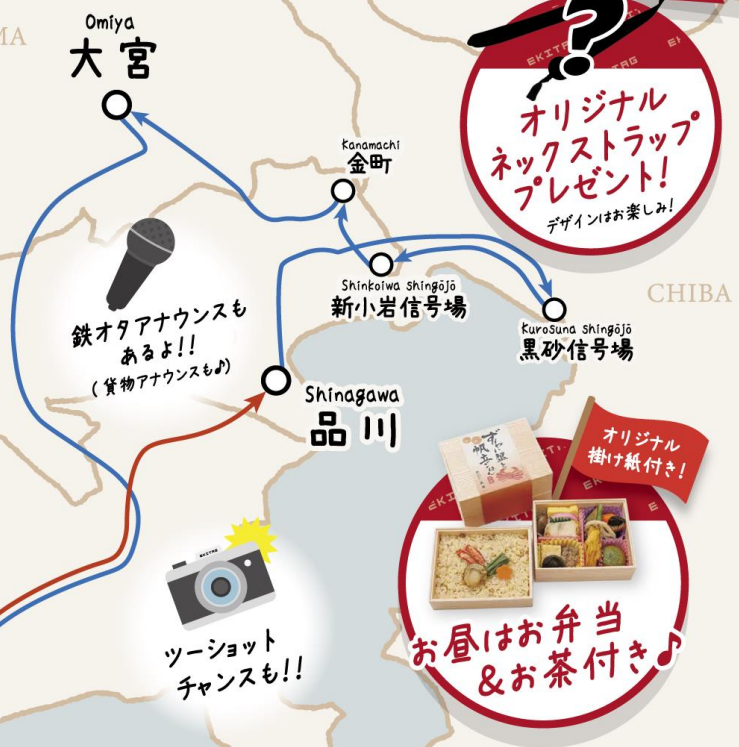 MA
Omiya
大宮
EKITAG
オリジナル
ネックストラップ
プレゼント!
デザインはお楽しみ!
Kanamachi
金町
Shinkoiwa shingōjō
新小岩信号場
CHIBA
Kurosuna shingōjō
黒砂信号場
鉄オタアナウンスも
あるよ!!
(貨物アナウンスも♪)
Shinagawa
品川
オリジナル
掛け紙付き!
EKITAG
ツーショット
チャンスも!!
お昼はお弁当
&お茶付き♪